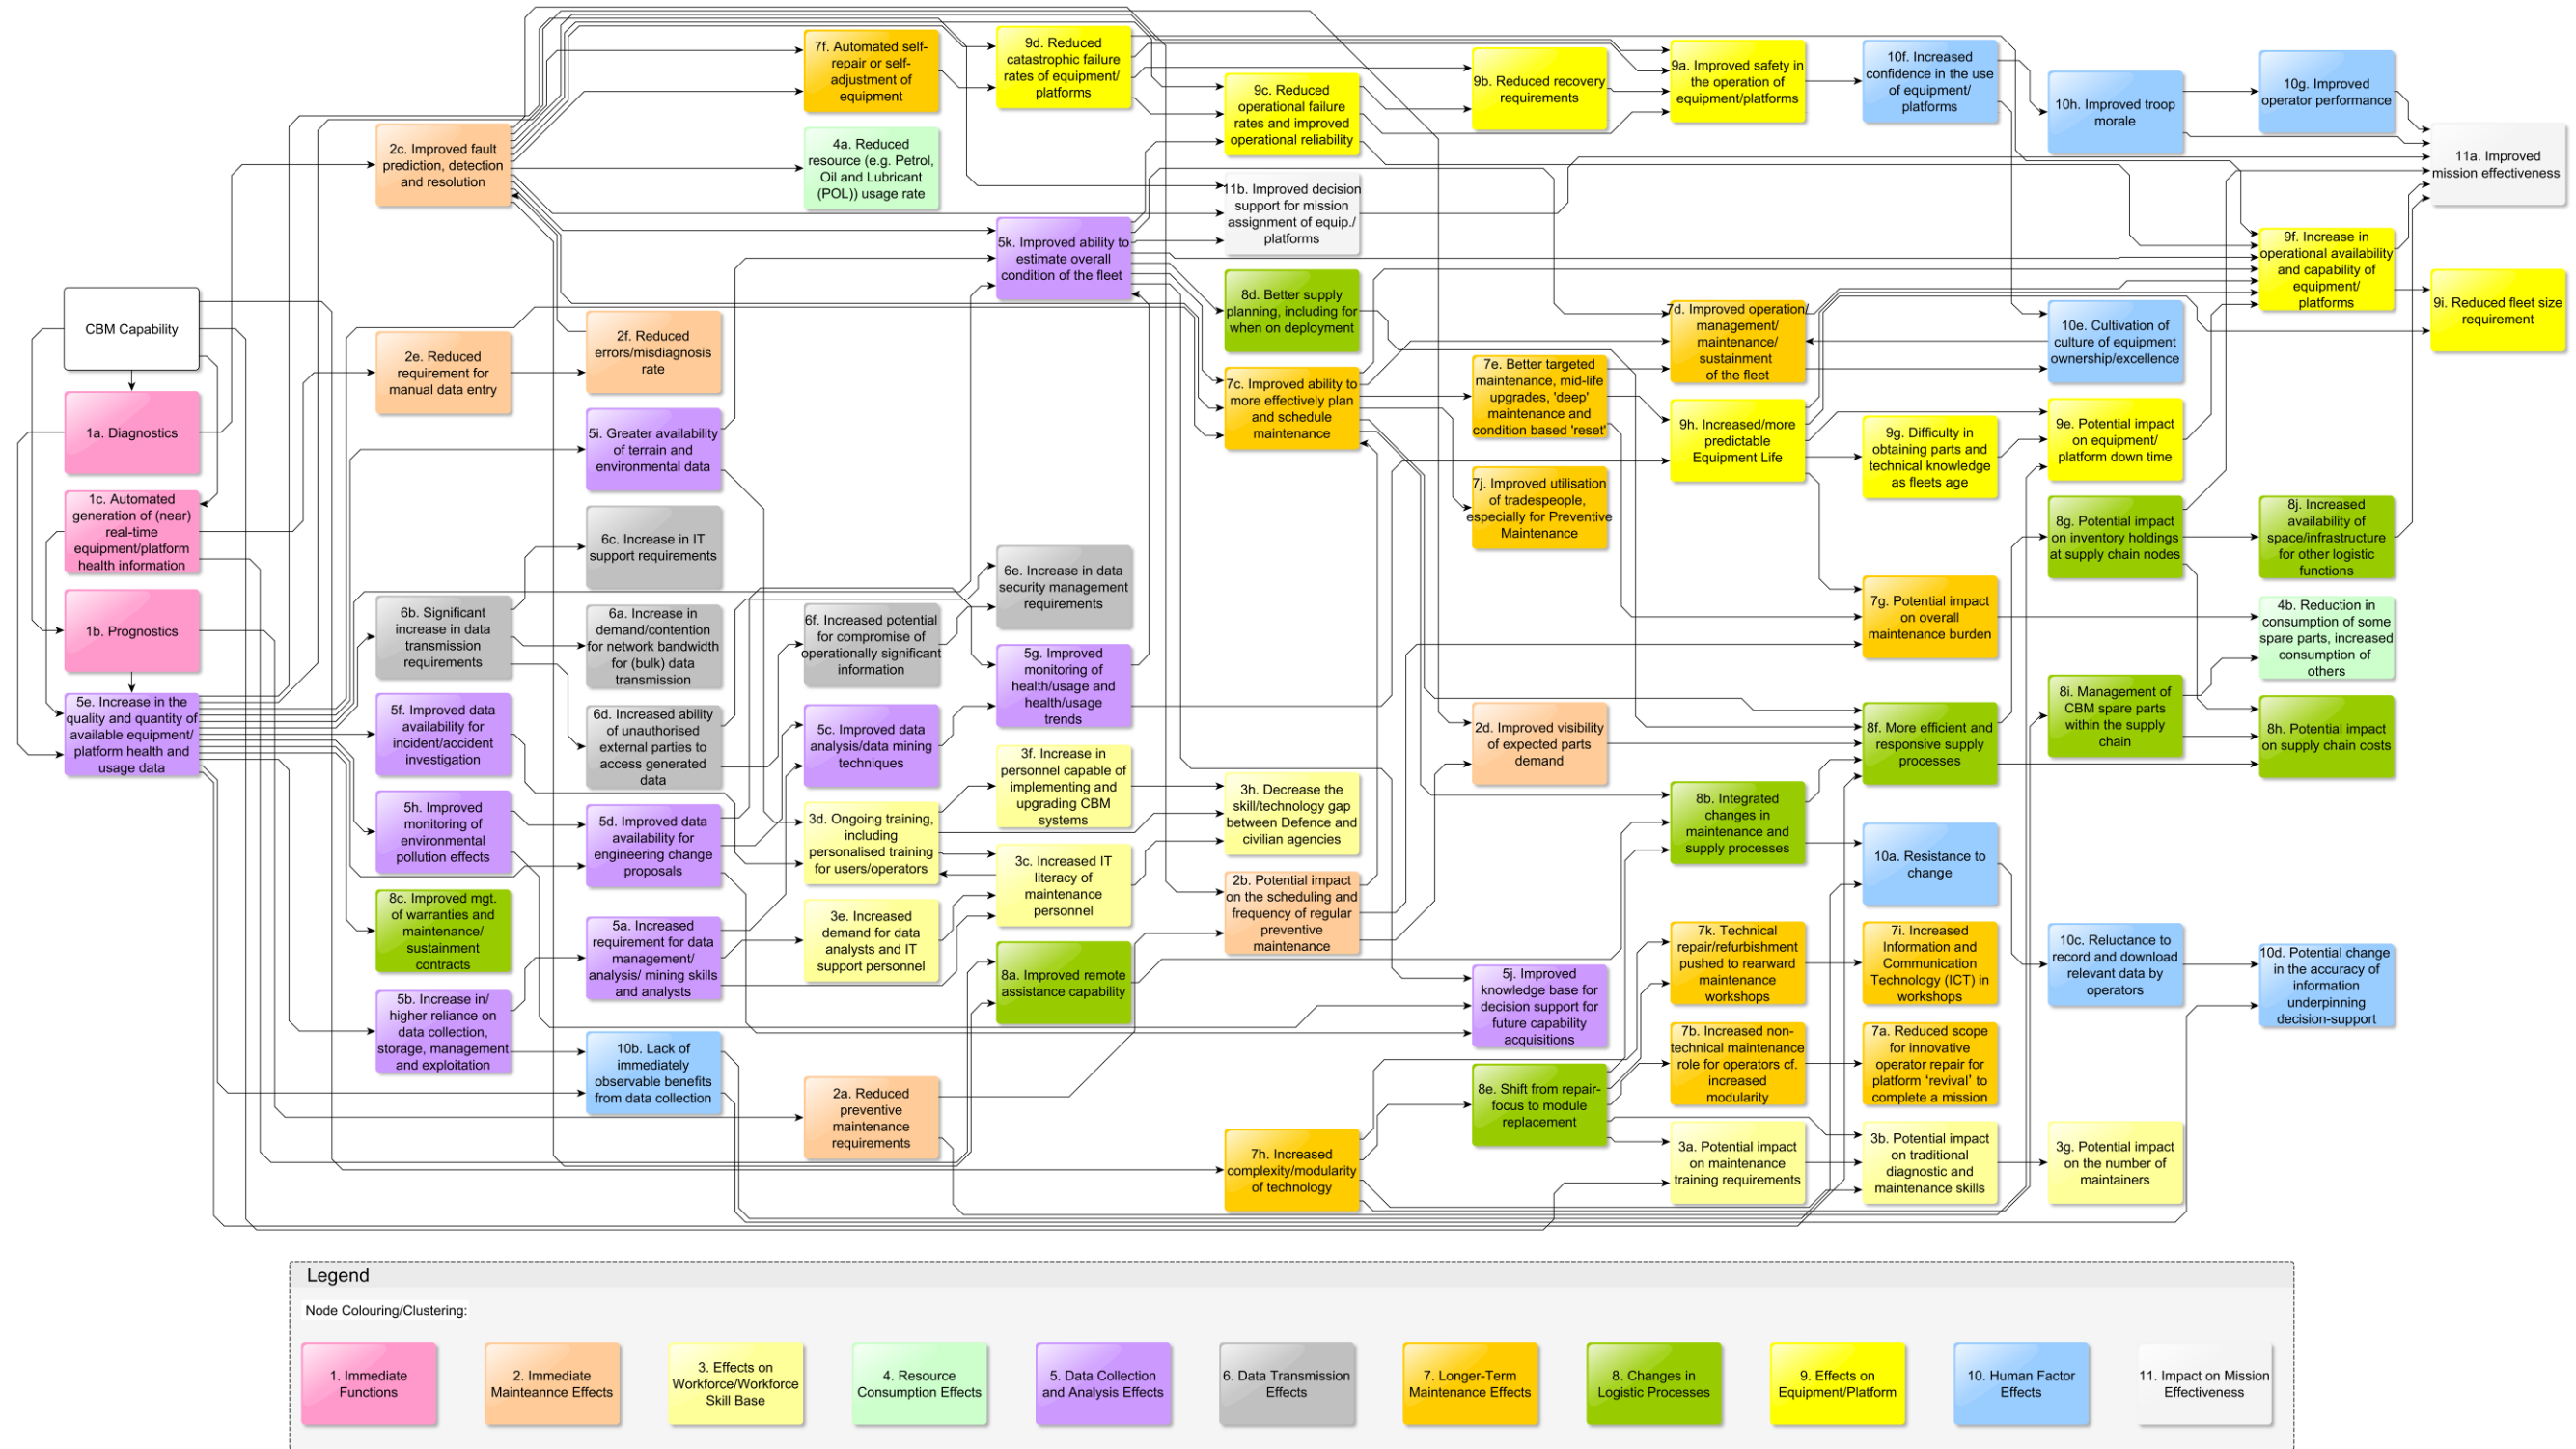 CBM Capability
1a. Diagnostics
1c. Automated
generation of (near)
real-time
equipment/platform
health information
1b. Prognostics
5e. Increase in the
quality and quantity of
available equipment/
platform health and
usage data
2c. Improved fault
prediction, detection
and resolution
2e. Reduced
requirement for
manual data entry
6b. Significant
increase in data
transmission
requirements
5f. Improved data
availability for
incident/accident
investigation
5h. Improved
monitoring of
environmental
pollution effects
8c. Improved mgt.
of warranties and
maintenance/
sustainment
contracts
5b. Increase in/
higher reliance on
data collection,
storage, management
and exploitation
2f. Reduced
errors/misdiagnosis
rate
5i. Greater availability
of terrain and
environmental data
6c. Increase in IT
support requirements
6a. Increase in
demand/contention
for network bandwidth
for (bulk) data
transmission
6d. Increased ability
of unauthorised
external parties to
access generated
data
5d. Improved data
availability for
engineering change
proposals
5a. Increased
requirement for data
management/
analysis/ mining skills
and analysts
10b. Lack of
immediately
observable benefits
from data collection
7f. Automated self-
repair or self-
adjustment of
equipment
4a. Reduced
resource (e.g. Petrol,
Oil and Lubricant
(POL)) usage rate
6f. Increased potential
for compromise of
operationally significant
information
5c. Improved data
analysis/data mining
techniques
3d. Ongoing training,
including
personalised training
for users/operators
3e. Increased
demand for data
analysts and IT
support personnel
2a. Reduced
preventive
maintenance
requirements
9d. Reduced
catastrophic failure
rates of equipment/
platforms
5k. Improved ability to
estimate overall
condition of the fleet
6e. Increase in data
security management
requirements
5g. Improved
monitoring of
health/usage and
health/usage
trends
3f. Increase in
personnel capable of
implementing and
upgrading CBM
systems
3c. Increased IT
literacy of
maintenance
personnel
8a. Improved remote
assistance capability
9c. Reduced
operational failure
rates and improved
operational reliability
11b. Improved decision
support for mission
assignment of equip./
platforms
8d. Better supply
planning, including for
when on deployment
7c. Improved ability to
more effectively plan
and schedule
maintenance
3h. Decrease the
skill/technology gap
between Defence and
civilian agencies
2b. Potential impact
on the scheduling and
frequency of regular
preventive
maintenance
7h. Increased
complexity/modularity
of technology
9b. Reduced recovery
requirements
7e. Better targeted
maintenance, mid-life
upgrades, 'deep'
maintenance and
condition based 'reset'
7j. Improved utilisation
of tradespeople,
especially for Preventive
Maintenance
2d. Improved visibility
of expected parts
demand
5j. Improved
knowledge base for
decision support for
future capability
acquisitions
8e. Shift from repair-
focus to module
replacement
9a. Improved safety in
the operation of
equipment/platforms
7d. Improved operation/
management/
maintenance/
sustainment
of the fleet
9h. Increased/more
predictable
Equipment Life
8b. Integrated
changes in
maintenance and
supply processes
7k. Technical
repair/refurbishment
pushed to rearward
maintenance
workshops
7b. Increased non-
technical maintenance
role for operators cf.
increased
modularity
3a. Potential impact
on maintenance
training requirements
10f. Increased
confidence in the use
of equipment/
platforms
9g. Difficulty in
obtaining parts and
technical knowledge
as fleets age
7g. Potential impact
on overall
maintenance burden
8f. More efficient and
responsive supply
processes
10a. Resistance to
change
7i. Increased
Information and
Communication
Technology (ICT) in
workshops
7a. Reduced scope
for innovative
operator repair for
platform ‘revival’ to
complete a mission
3b. Potential impact
on traditional
diagnostic and
maintenance skills
10h. Improved troop
morale
10e. Cultivation of
culture of equipment
ownership/excellence
9e. Potential impact
on equipment/
platform down time
8g. Potential impact
on inventory holdings
at supply chain nodes
8i. Management of
CBM spare parts
within the supply
chain
10c. Reluctance to
record and download
relevant data by
operators
3g. Potential impact
on the number of
maintainers
10g. Improved
operator performance
9f. Increase in
operational availability
and capability of
equipment/
platforms
8j. Increased
availability of
space/infrastructure
for other logistic
functions
4b. Reduction in
consumption of some
spare parts, increased
consumption of
others
8h. Potential impact
on supply chain costs
10d. Potential change
in the accuracy of
information
underpinning
decision-support
11a. Improved
mission effectiveness
9i. Reduced fleet size
requirement
Legend
Node Colouring/Clustering:
1. Immediate
Functions
2. Immediate
Mainteannce Effects
3. Effects on
Workforce/Workforce
Skill Base
4. Resource
Consumption Effects
5. Data Collection
and Analysis Effects
6. Data Transmission
Effects
7. Longer-Term
Maintenance Effects
8. Changes in
Logistic Processes
9. Effects on
Equipment/Platform
10. Human Factor
Effects
11. Impact on Mission
Effectiveness